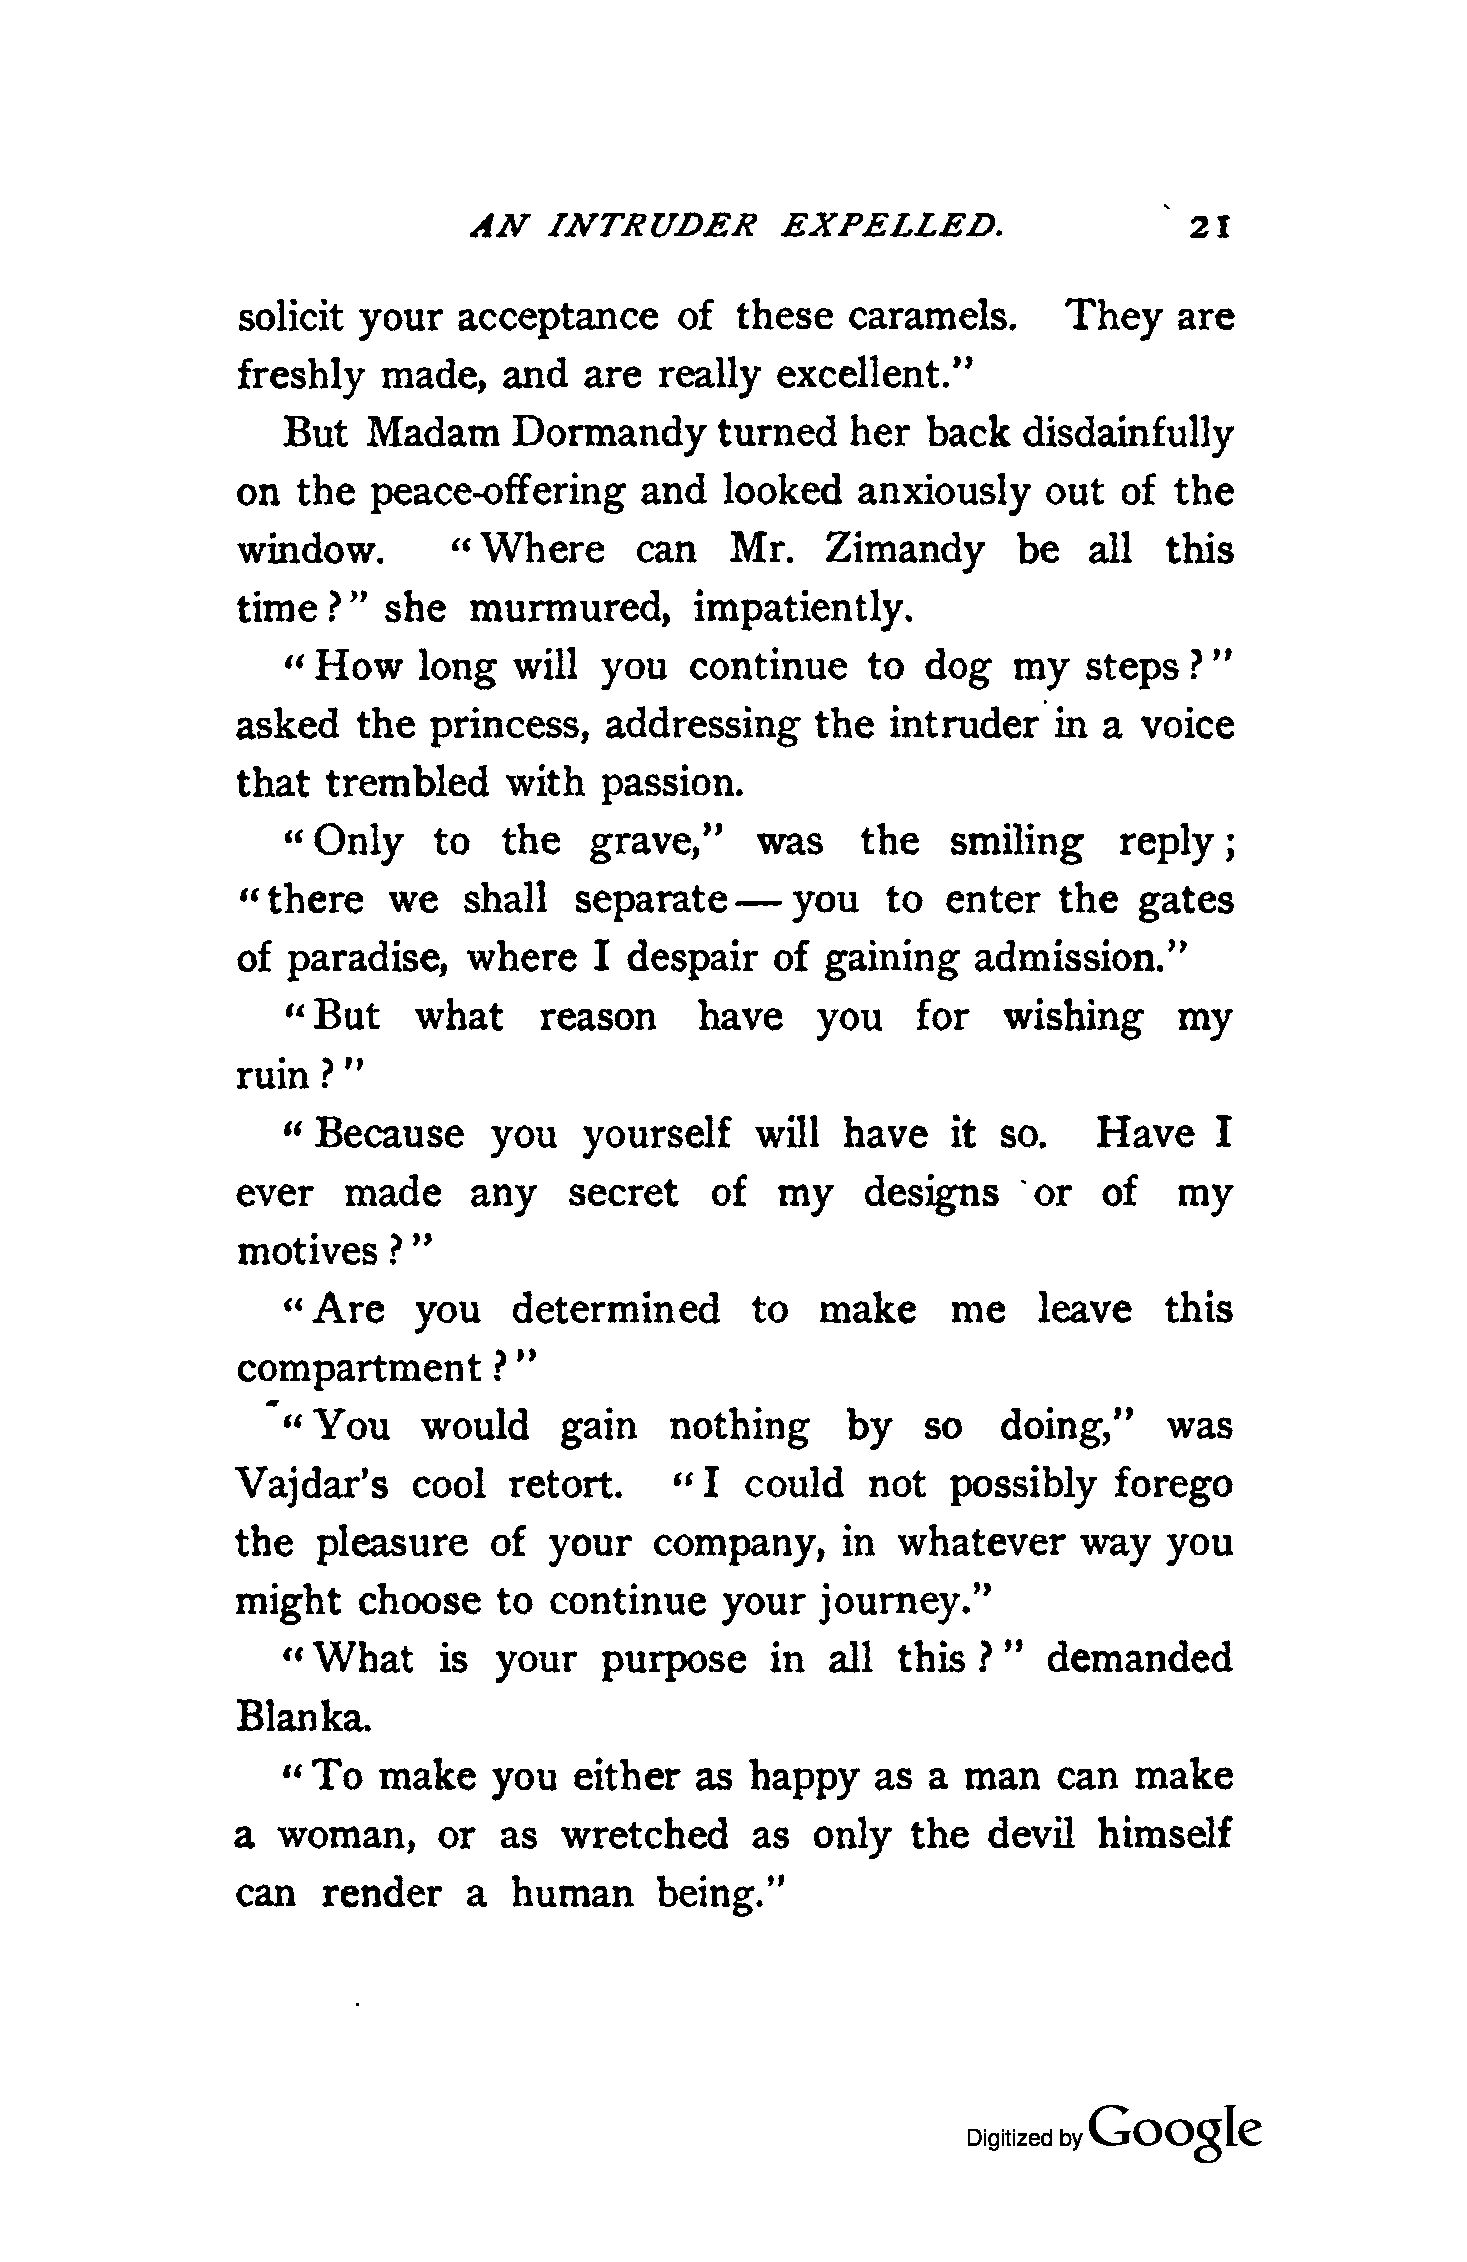 AN INTRUDER EXPELLED. 21
solicit your acceptance of these caramels. They are
freshly made, and are really excellent."
But Madam Dormandy turned her back disdainfully
on the peace-offering and looked anxiously out of the
window. "Where can Mr. Zimandy be all this
time?" she murmured, impatiently.
"How long will you continue to dog my steps?"
asked the princess, addressing the intruder in a voice
that trembled with passion.
"Only to the grave," was the smiling reply;
"there we shall separate—you to enter the gates
of paradise, where I despair of gaining admission."
"But what reason have you for wishing my
ruin?"
"Because you yourself will have it so. Have I
ever made any secret of my designs or of my
motives?"
"Are you determined to make me leave this
compartment?"
"You would gain nothing by so doing," was
Vajdar's cool retort. "I could not possibly forego
the pleasure of your company, in whatever way you
might choose to continue your journey."
"What is your purpose in all this?" demanded
Blanka.
"To make you either as happy as a man can make
a woman, or as wretched as only the devil himself
can render a human being."
Digitized by Google